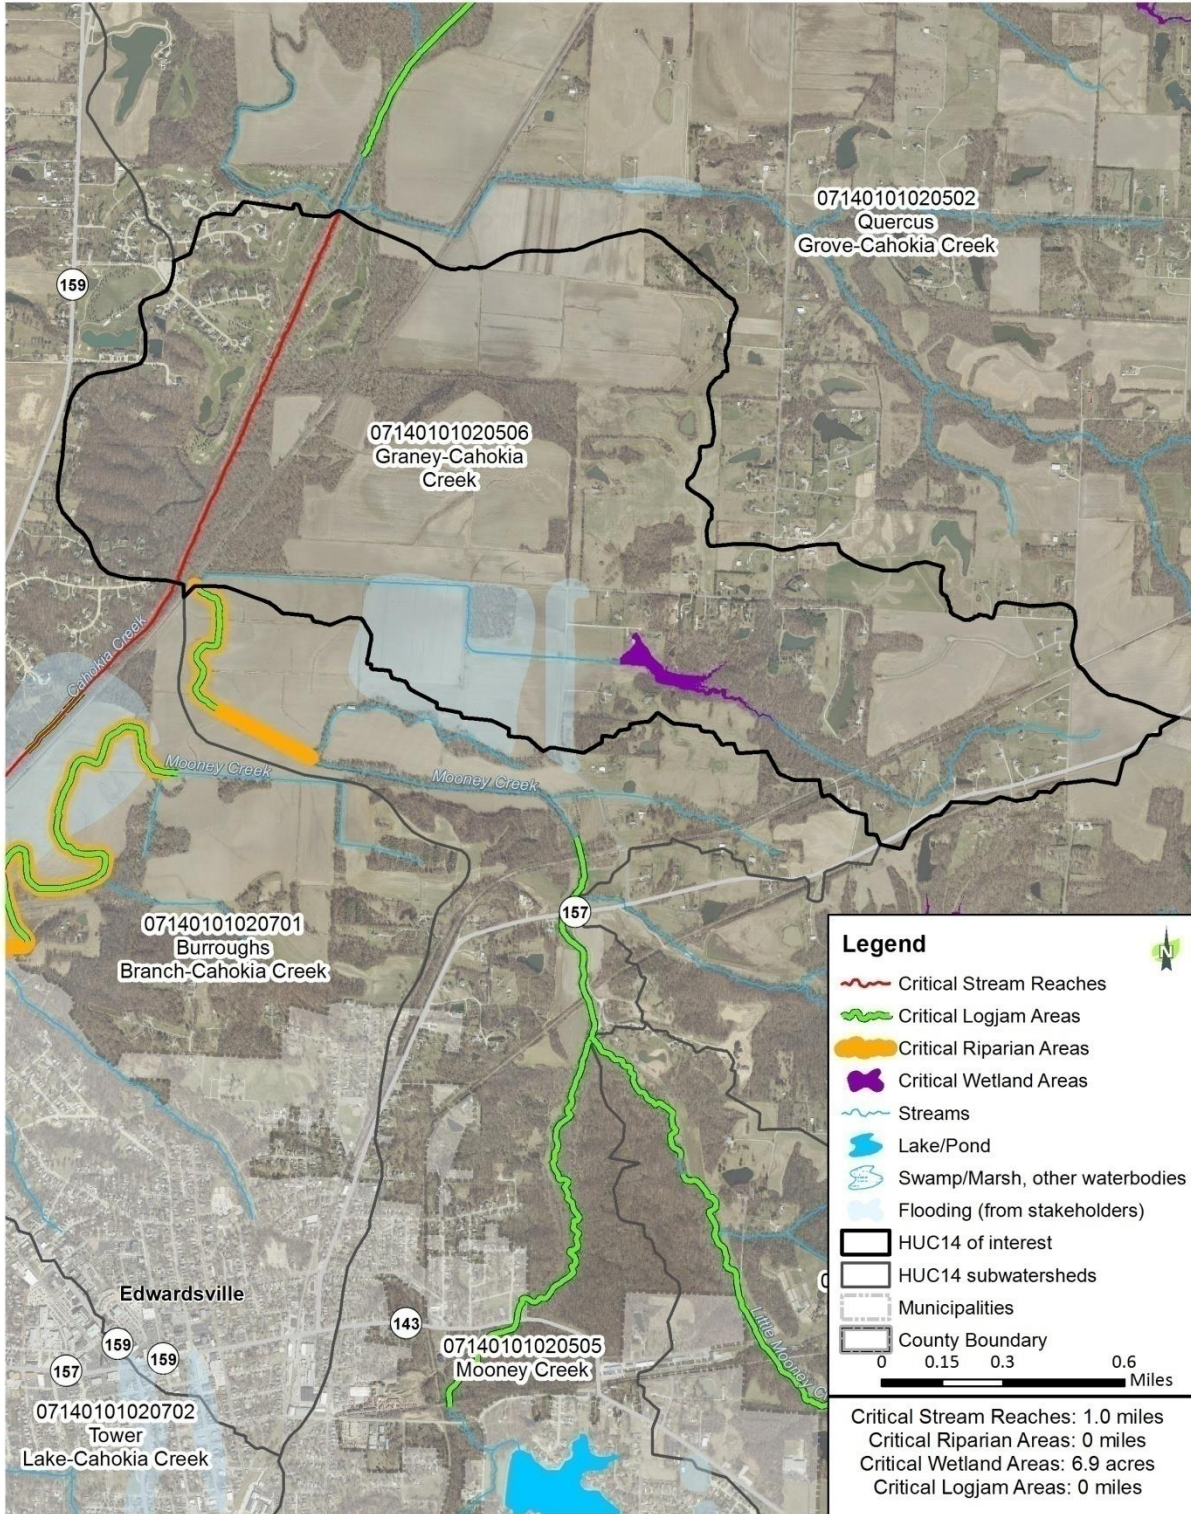 07140101020502
Quercus
Grove-Cahokia Creek
159
07140101020506
Graney-Cahokia
Creek
Cahokia Creek
Mooney Creek
Mooney Creek
157
07140101020701
Burroughs
Branch-Cahokia Creek
Edwardsville
143
159
159
157
07140101020505
Mooney Creek
Little Mooney C
07140101020702
Tower
Lake-Cahokia Creek
Legend
N
Critical Stream Reaches
Critical Logjam Areas
Critical Riparian Areas
Critical Wetland Areas
Streams
Lake/Pond
Swamp/Marsh, other waterbodies
Flooding (from stakeholders)
HUC14 of interest
HUC14 subwatersheds
Municipalities
County Boundary
0 0.15 0.3 0.6
Miles
Critical Stream Reaches: 1.0 miles
Critical Riparian Areas: 0 miles
Critical Wetland Areas: 6.9 acres
Critical Logjam Areas: 0 miles